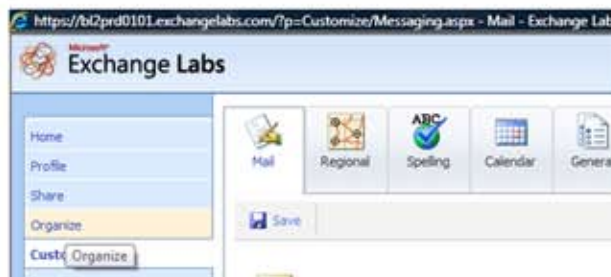 https://bl2prd0101.exchangelabs.com/?p=Customize/Messaging.aspx - Mail - Exchange Lab
Microsoft
Exchange Labs
Home
Profile
Share
Organize
Custo
Organize
Mail
Regional
ABC
Spelling
Calendar
Genera
Save